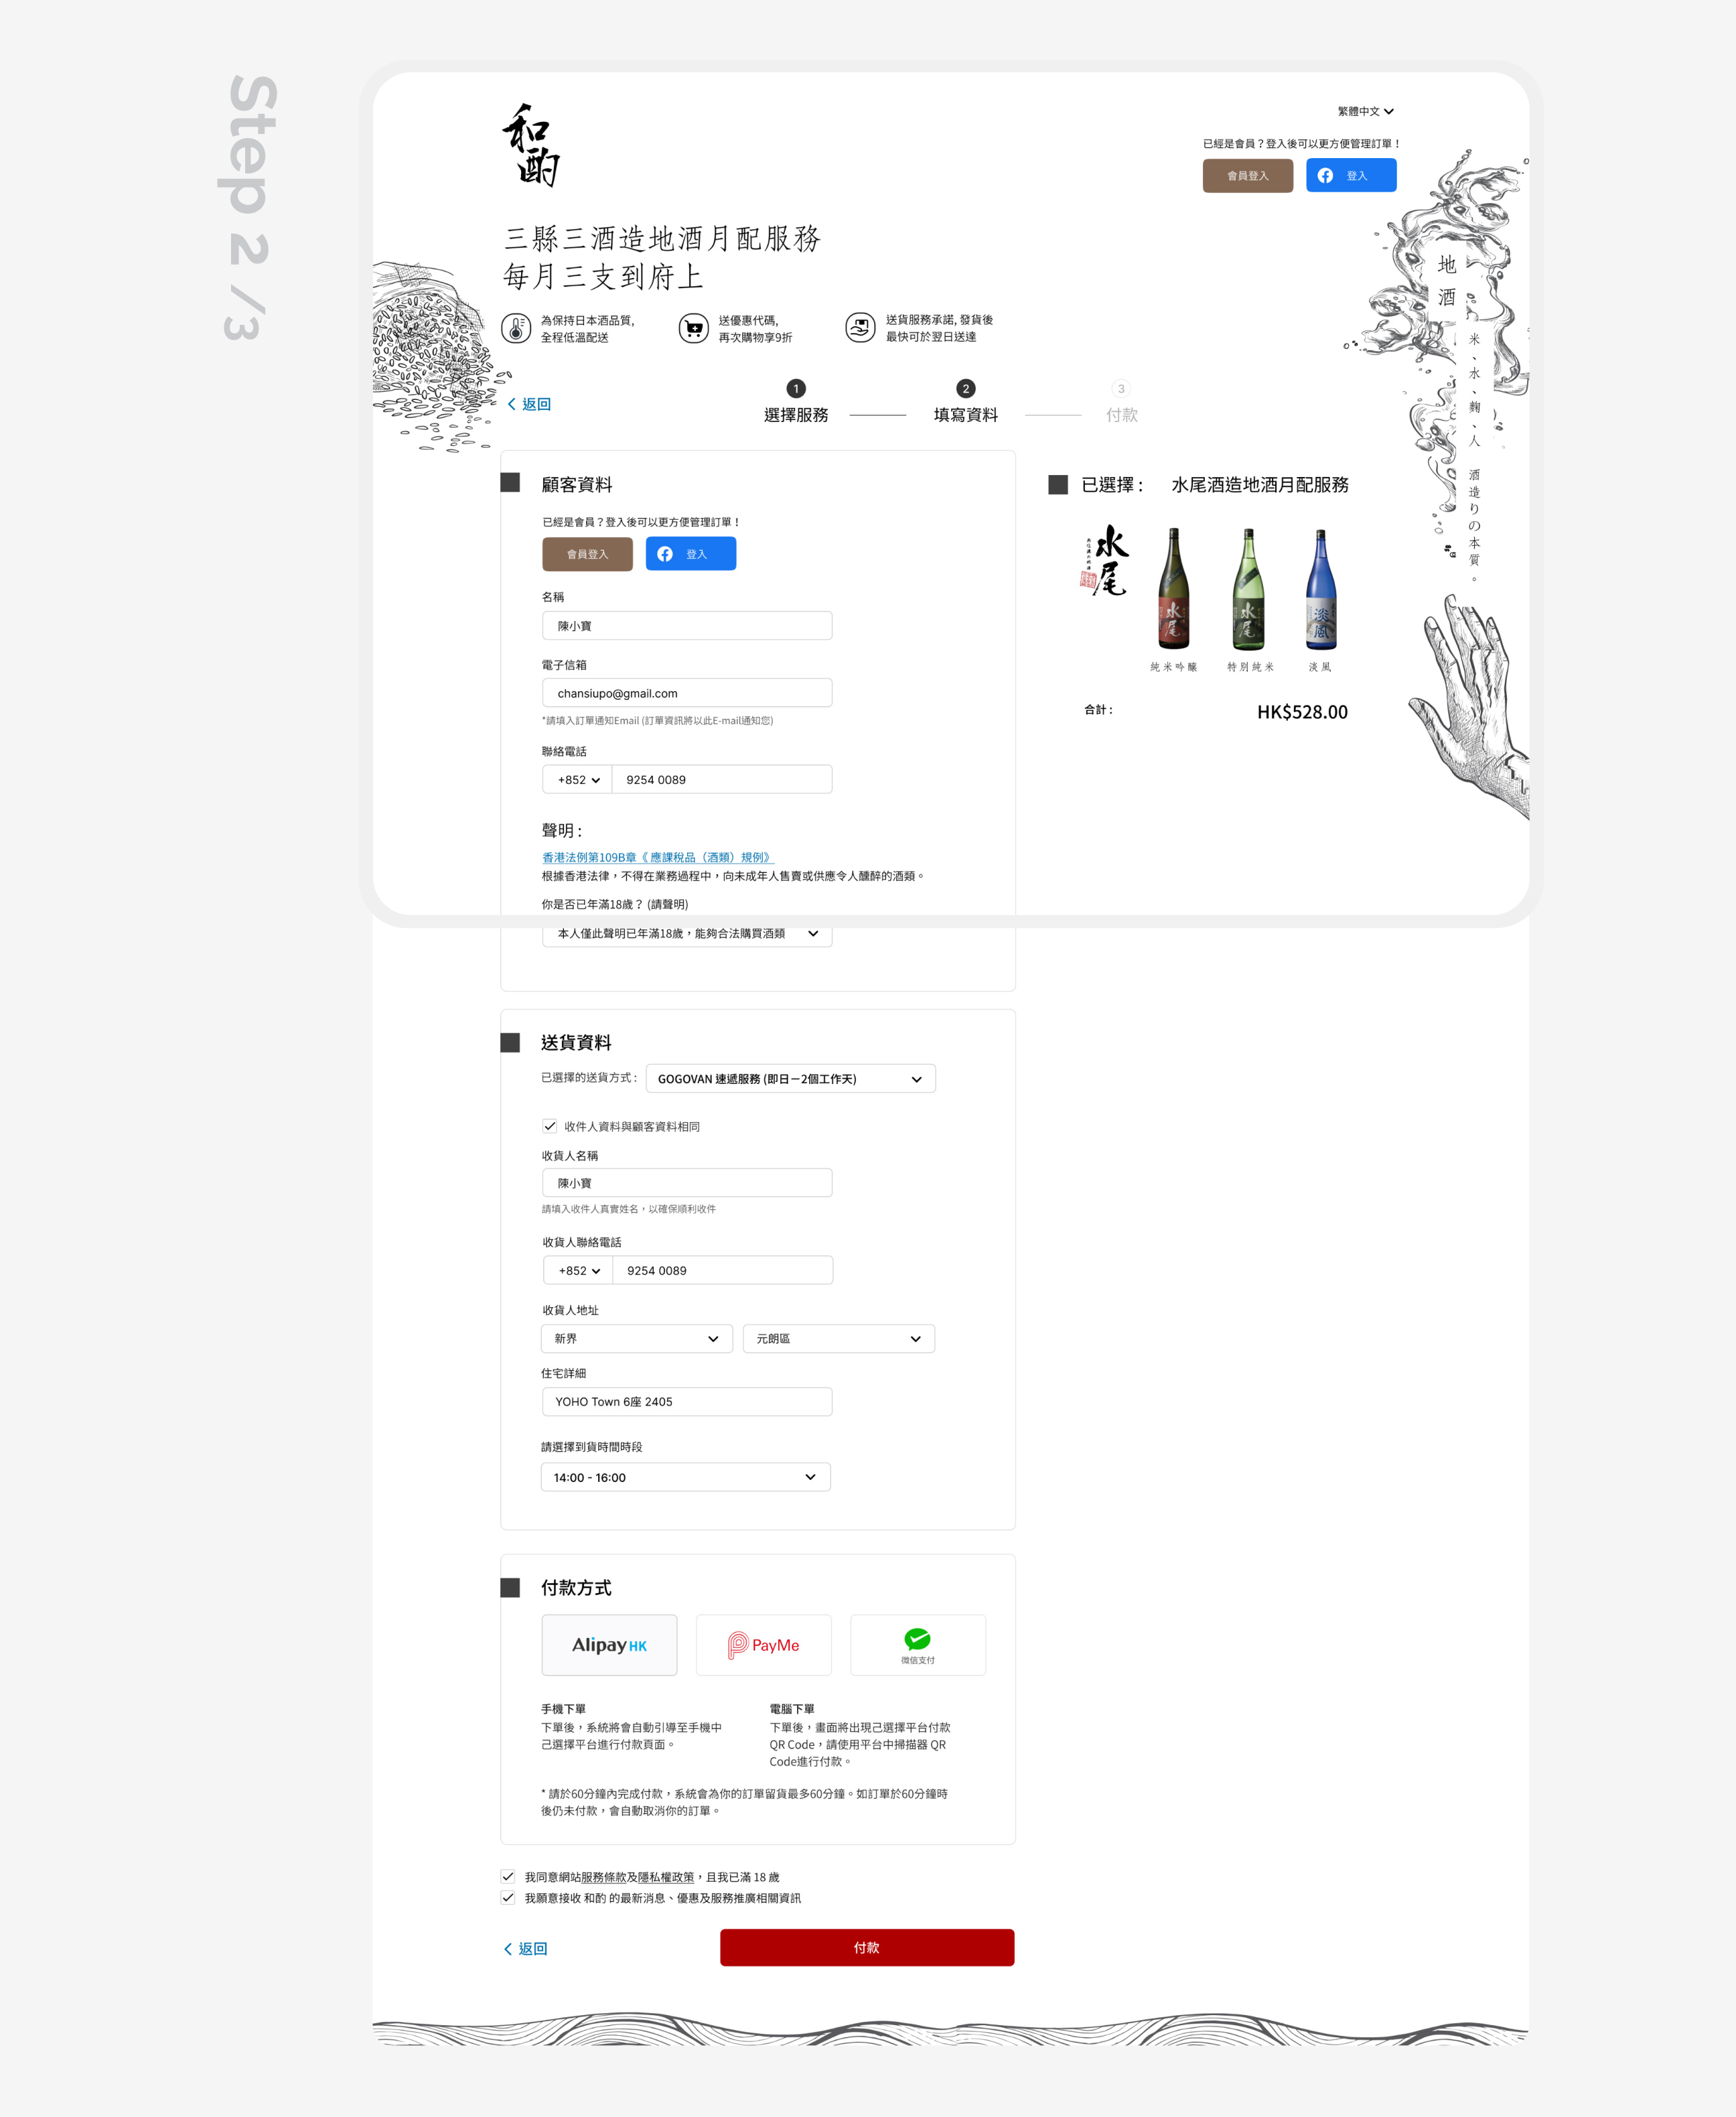 Step 2 /3
和酌
繁體中文
已經是會員？登入後可以更方便管理訂單！
會員登入
登入
三縣三酒造地酒月配服務
每月三支到府上
為保持日本酒品質,
全程低溫配送
送優惠代碼,
再次購物享9折
送貨服務承諾, 發貨後
最快可於翌日送達
地酒
米、水、麹、人 酒造りの本質。
返回
1
選擇服務
2
填寫資料
3
付款
顧客資料
已經是會員？登入後可以更方便管理訂單！
會員登入
登入
名稱
陳小寶
電子信箱
chansiupo@gmail.com
*請填入訂單通知Email (訂單資訊將以此E-mail通知您)
聯絡電話
+852
9254 0089
聲明：
香港法例第109B章《 應課稅品（酒類）規例》
根據香港法律，不得在業務過程中，向未成年人售賣或供應令人醺醉的酒類。
你是否已年滿18歲？ (請聲明)
本人僅此聲明已年滿18歲，能夠合法購買酒類
已選擇： 水尾酒造地酒月配服務
水尾
水尾
水尾
淡風
純米吟釀
特別純米
淡風
合計：
HK$528.00
送貨資料
已選擇的送貨方式：
GOGOVAN 速遞服務 (即日－2個工作天)
收件人資料與顧客資料相同
收貨人名稱
陳小寶
請填入收件人真實姓名，以確保順利收件
收貨人聯絡電話
+852
9254 0089
收貨人地址
新界
元朗區
住宅詳細
YOHO Town 6座 2405
請選擇到貨時間時段
14:00 - 16:00
付款方式
Alipay HK
PayMe
微信支付
手機下單
下單後，系統將會自動引導至手機中
己選擇平台進行付款頁面。
電腦下單
下單後，畫面將出現己選擇平台付款
QR Code，請使用平台中掃描器 QR
Code進行付款。
* 請於60分鐘內完成付款，系統會為你的訂單留貨最多60分鐘。如訂單於60分鐘時
後仍未付款，會自動取消你的訂單。
我同意網站服務條款及隱私權政策，且我已滿 18 歲
我願意接收 和酌 的最新消息、優惠及服務推廣相關資訊
返回
付款